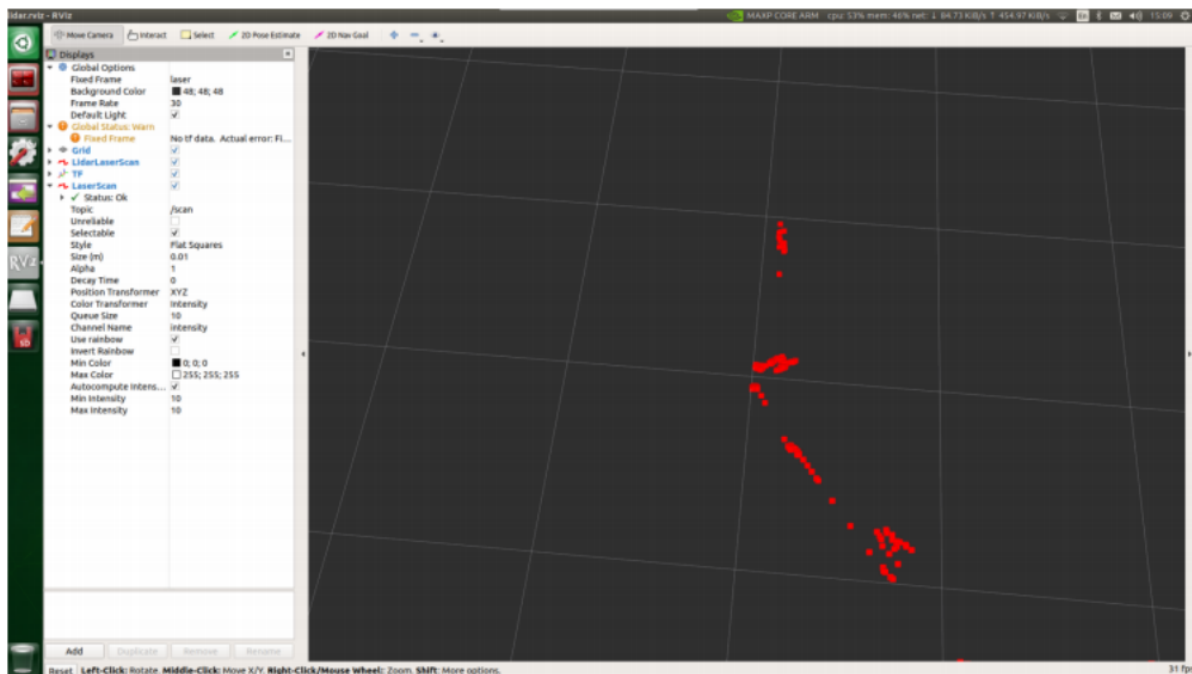 lidar.rviz - RViz
MAXP CORE ARM cpu: 53% mem: 46% net: ↓ 84.73 KiB/s ↑ 454.97 KiB/s En 15:09
Move Camera Interact Select 2D Pose Estimate 2D Nav Goal
Displays
Global Options
Fixed Frame laser
Background Color 48; 48; 48
Frame Rate 30
Default Light
Global Status: Warn
Fixed Frame No tf data. Actual error: Fi...
Grid
LidarLaserScan
TF
LaserScan
Status: Ok
Topic /scan
Unreliable
Selectable
Style Flat Squares
Size (m) 0.01
Alpha 1
Decay Time 0
Position Transformer XYZ
Color Transformer Intensity
Queue Size 10
Channel Name intensity
Use rainbow
Invert Rainbow
Min Color 0; 0; 0
Max Color 255; 255; 255
Autocompute Intens...
Min Intensity 10
Max Intensity 10
RViz
SD
Add Duplicate Remove Rename
Reset Left-Click: Rotate. Middle-Click: Move X/Y. Right-Click/Mouse Wheel: Zoom. Shift: More options.
31 fps